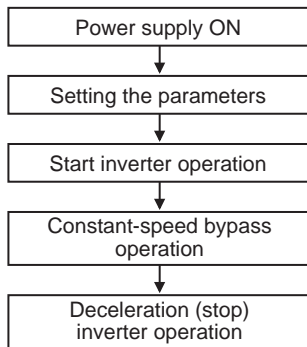 Power supply ON
Setting the parameters
Start inverter operation
Constant-speed bypass
operation
Deceleration (stop)
inverter operation